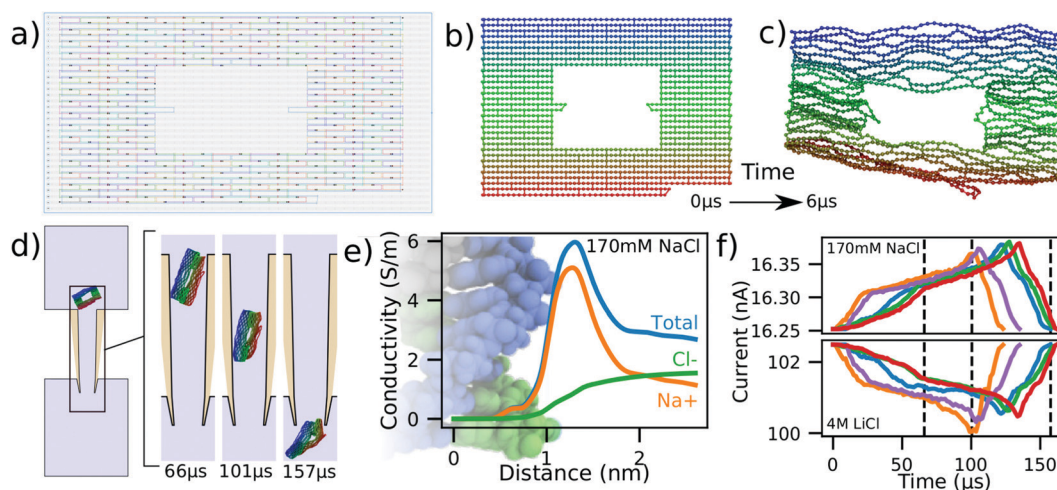 a)
b)
c)
Time
0μs
6μs
d)
66μs 101μs 157μs
e)
Conductivity (S/m)
6
4
2
0
170mM NaCl
Total
Cl-
Na+
0 1 2
Distance (nm)
f)
Current (nA)
170mM NaCl
16.35
16.30
16.25
102
100
4M LiCl
0 50 100 150
Time (μs)